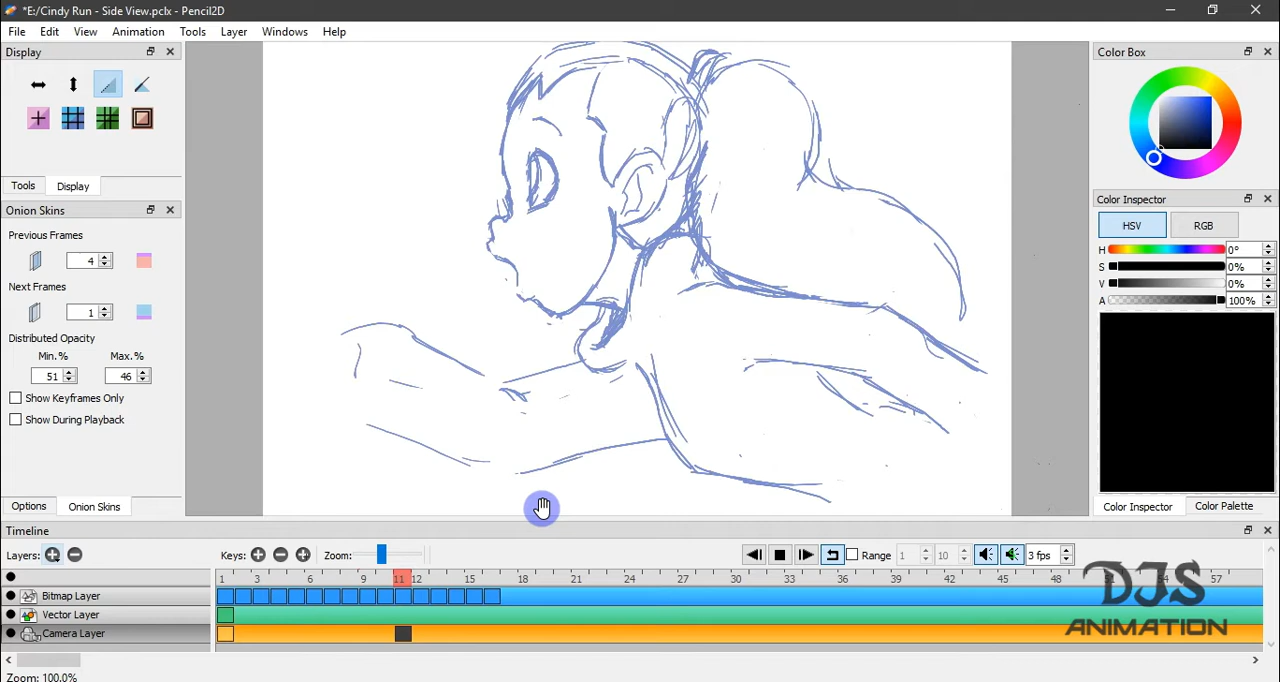 *E:/Cindy Run - Side View.pclx - Pencil2D
File Edit View Animation Tools Layer Windows Help
Display
Tools Display
Onion Skins
Previous Frames
4
Next Frames
1
Distributed Opacity
Min.% Max.%
51 46
Show Keyframes Only
Show During Playback
Options Onion Skins
Color Box
Color Inspector
HSV RGB
H 0°
S 0%
V 0%
A 100%
Color Inspector Color Palette
Timeline
Layers: Keys: Zoom: Range 1 10 3 fps
1 3 6 9 11 12 15 18 21 24 27 30 33 36 39 42 45 48 51 54 57
Bitmap Layer
Vector Layer
Camera Layer
DJS
ANIMATION
Zoom: 100.0%